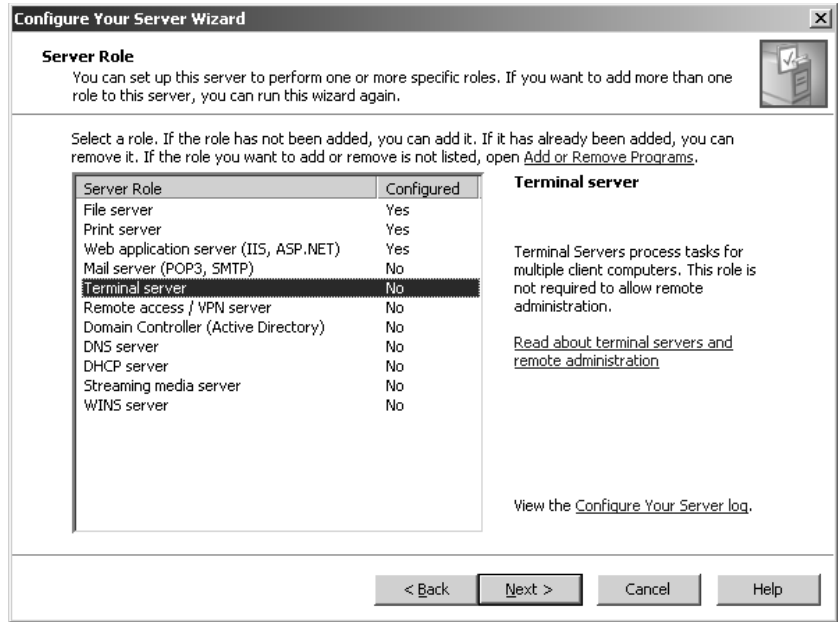 Configure Your Server Wizard
Server Role
You can set up this server to perform one or more specific roles. If you want to add more than one
role to this server, you can run this wizard again.
Select a role. If the role has not been added, you can add it. If it has already been added, you can
remove it. If the role you want to add or remove is not listed, open Add or Remove Programs.
Server Role Configured
File server Yes
Print server Yes
Web application server (IIS, ASP.NET) Yes
Mail server (POP3, SMTP) No
Terminal server No
Remote access / VPN server No
Domain Controller (Active Directory) No
DNS server No
DHCP server No
Streaming media server No
WINS server No
Terminal server
Terminal Servers process tasks for
multiple client computers. This role is
not required to allow remote
administration.
Read about terminal servers and
remote administration
View the Configure Your Server log.
< Back Next > Cancel Help